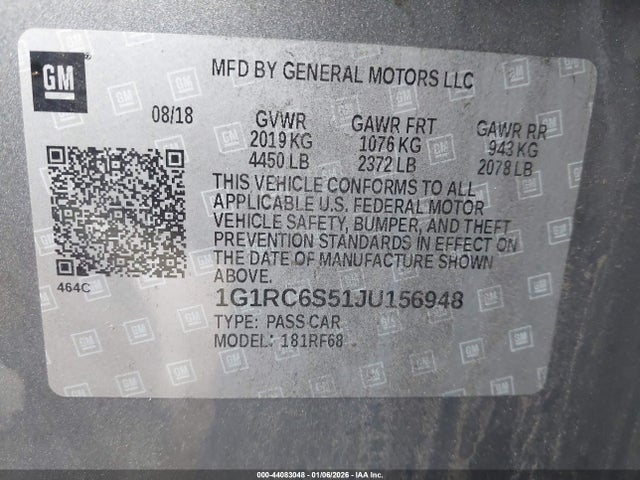 GM
MFD BY GENERAL MOTORS LLC
08/18
GVWR
2019 KG
4450 LB
GAWR FRT
1076 KG
2372 LB
GAWR RR
943 KG
2078 LB
THIS VEHICLE CONFORMS TO ALL
APPLICABLE U.S. FEDERAL MOTOR
VEHICLE SAFETY, BUMPER, AND THEFT
PREVENTION STANDARDS IN EFFECT ON
THE DATE OF MANUFACTURE SHOWN
ABOVE.
464C
1G1RC6S51JU156948
TYPE: PASS CAR
MODEL: 181RF68
000-44083048 - 01/06/2026 - IAA Inc.